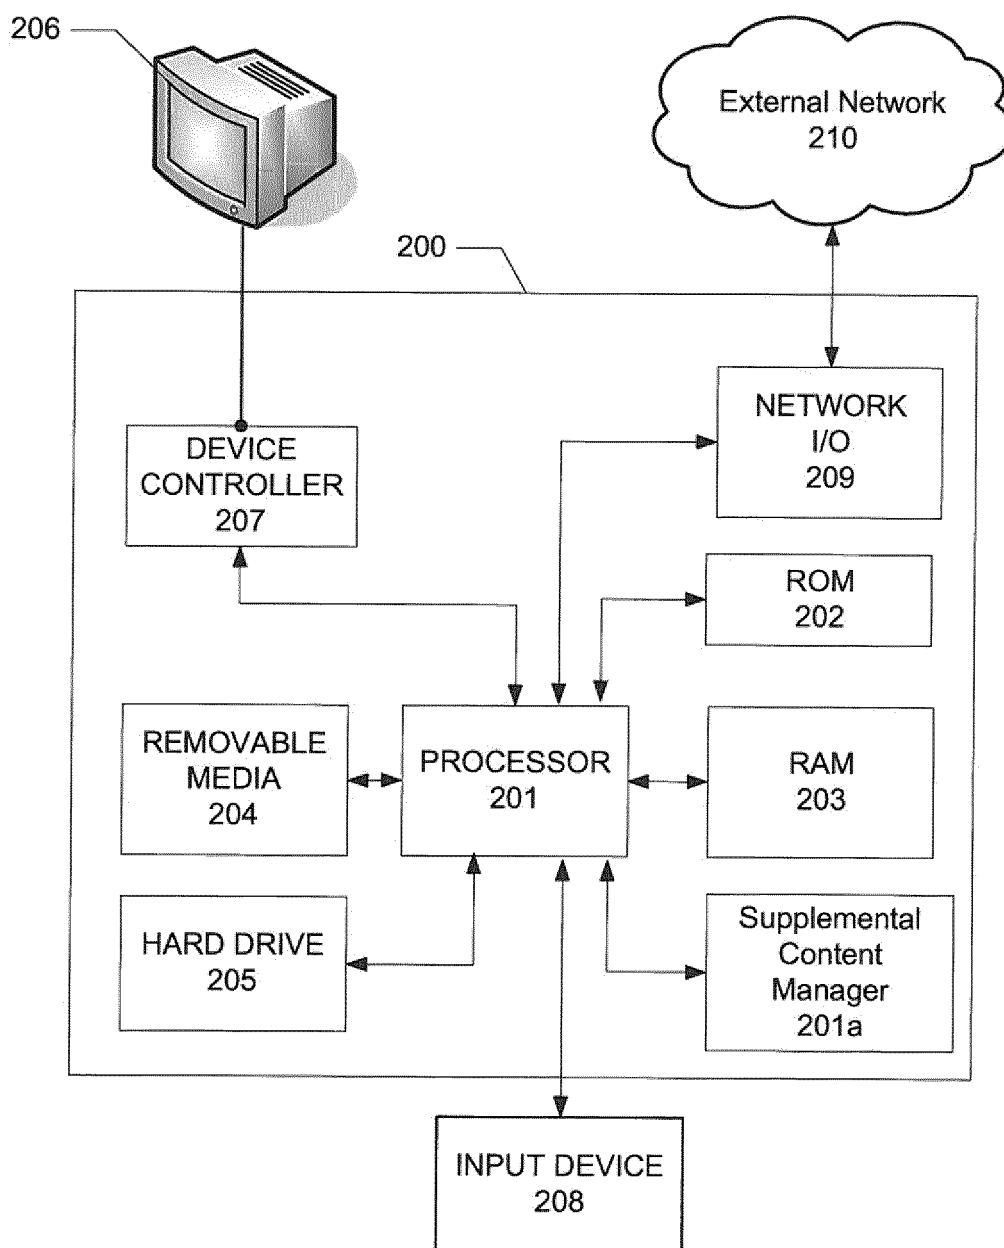 206
External Network
210
200
NETWORK
I/O
209
DEVICE
CONTROLLER
207
ROM
202
REMOVABLE
MEDIA
204
PROCESSOR
201
RAM
203
HARD DRIVE
205
Supplemental
Content
Manager
201a
INPUT DEVICE
208